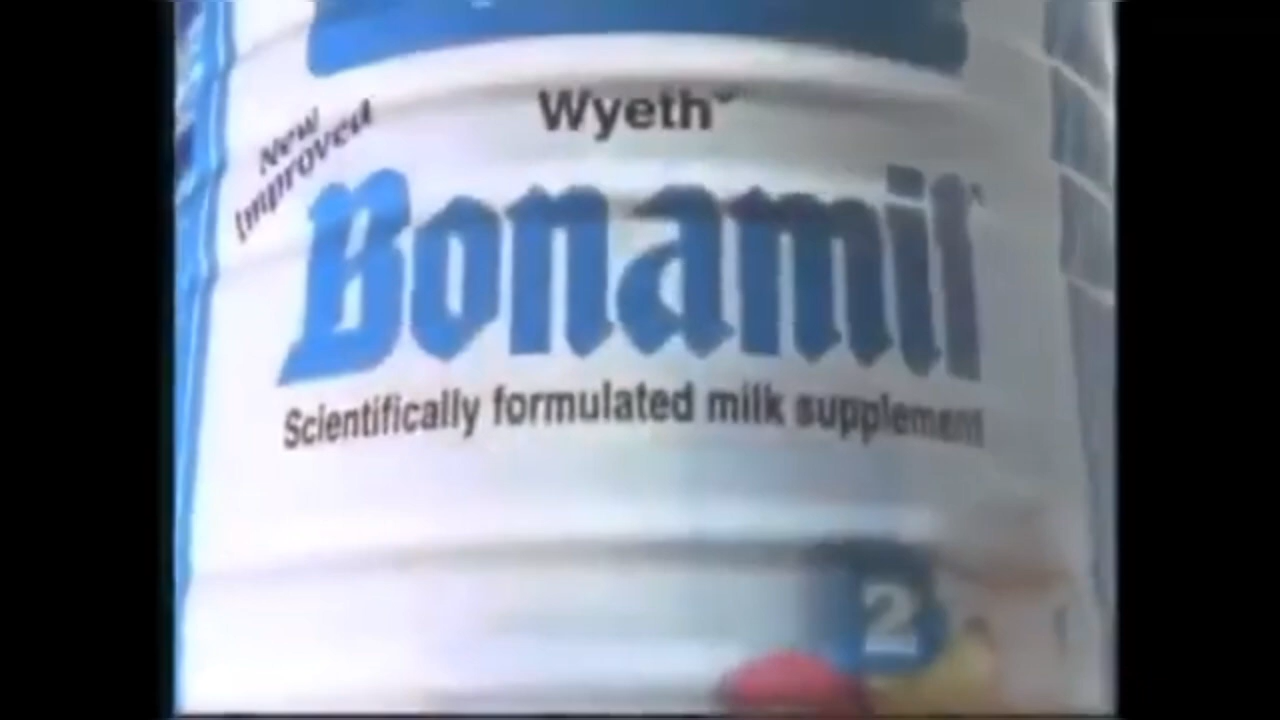 Wyeth
New
Improved
Bonamil
Scientifically formulated milk supplement
2